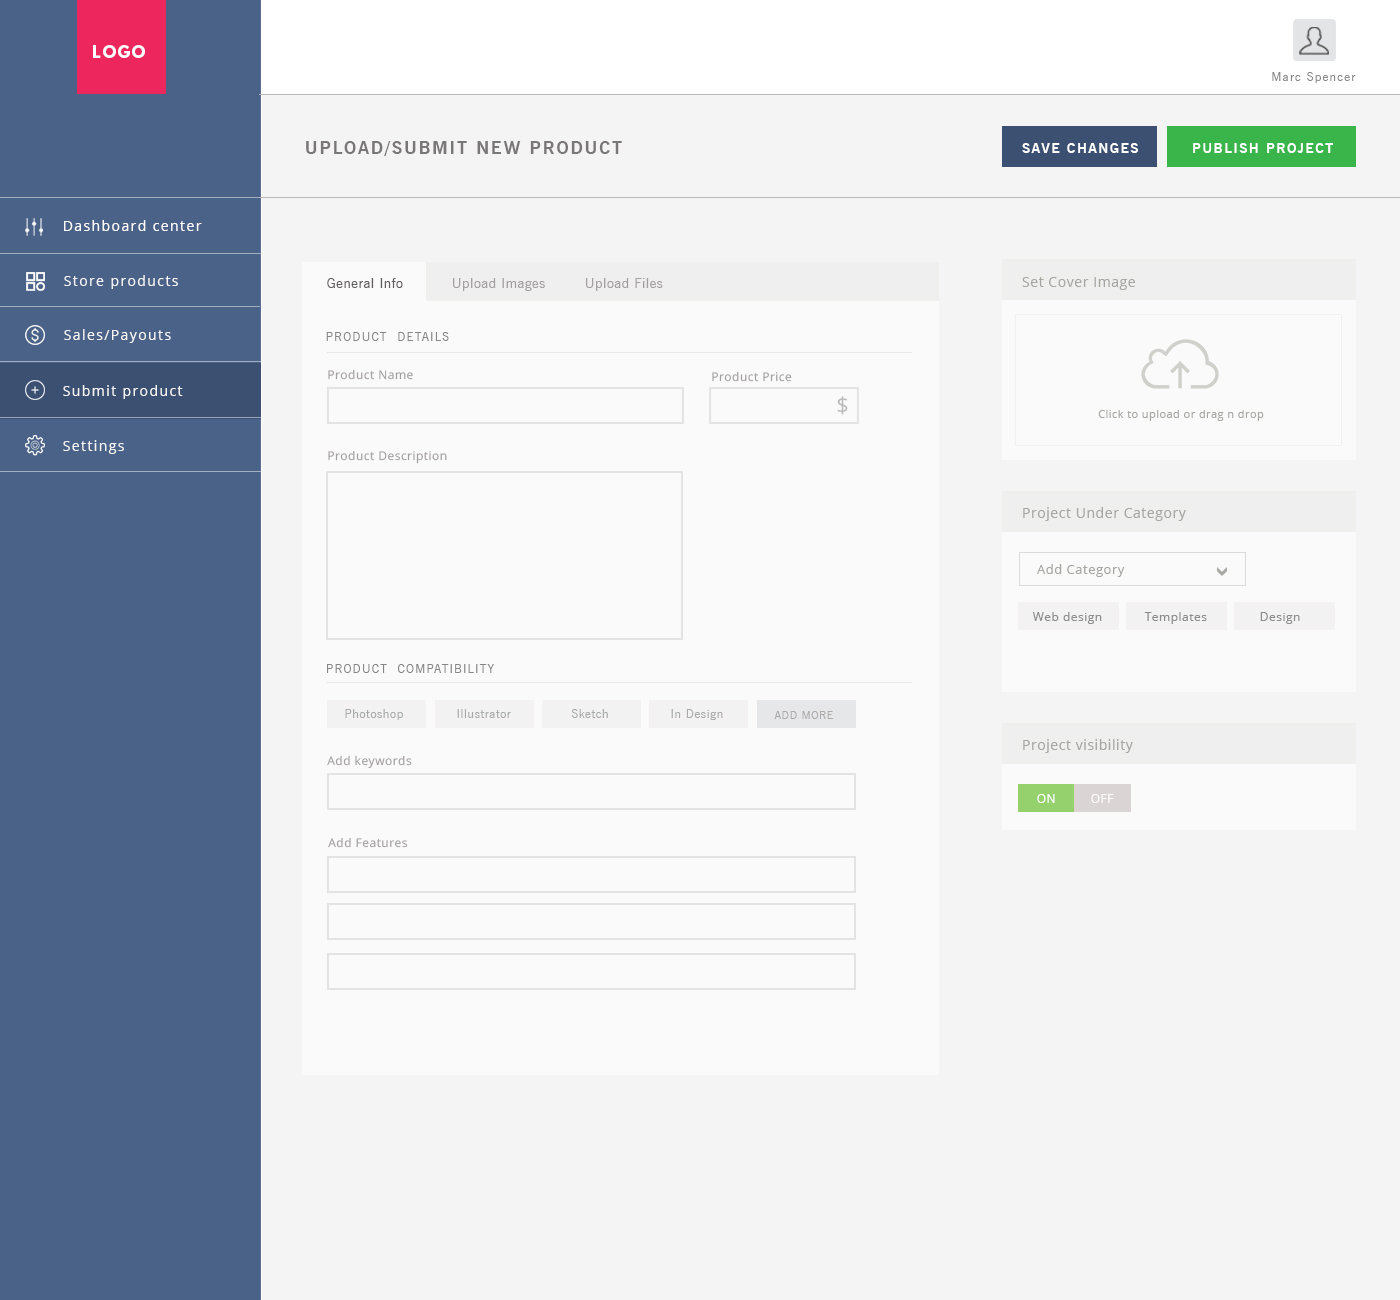 LOGO
Marc Spencer
UPLOAD/SUBMIT NEW PRODUCT
SAVE CHANGES
PUBLISH PROJECT
Dashboard center
Store products
Sales/Payouts
Submit product
Settings
General Info
Upload Images
Upload Files
PRODUCT DETAILS
Product Name
Product Price
$
Product Description
PRODUCT COMPATIBILITY
Photoshop
Illustrator
Sketch
In Design
ADD MORE
Add keywords
Add Features
Set Cover Image
Click to upload or drag n drop
Project Under Category
Add Category
Web design
Templates
Design
Project visibility
ON
OFF